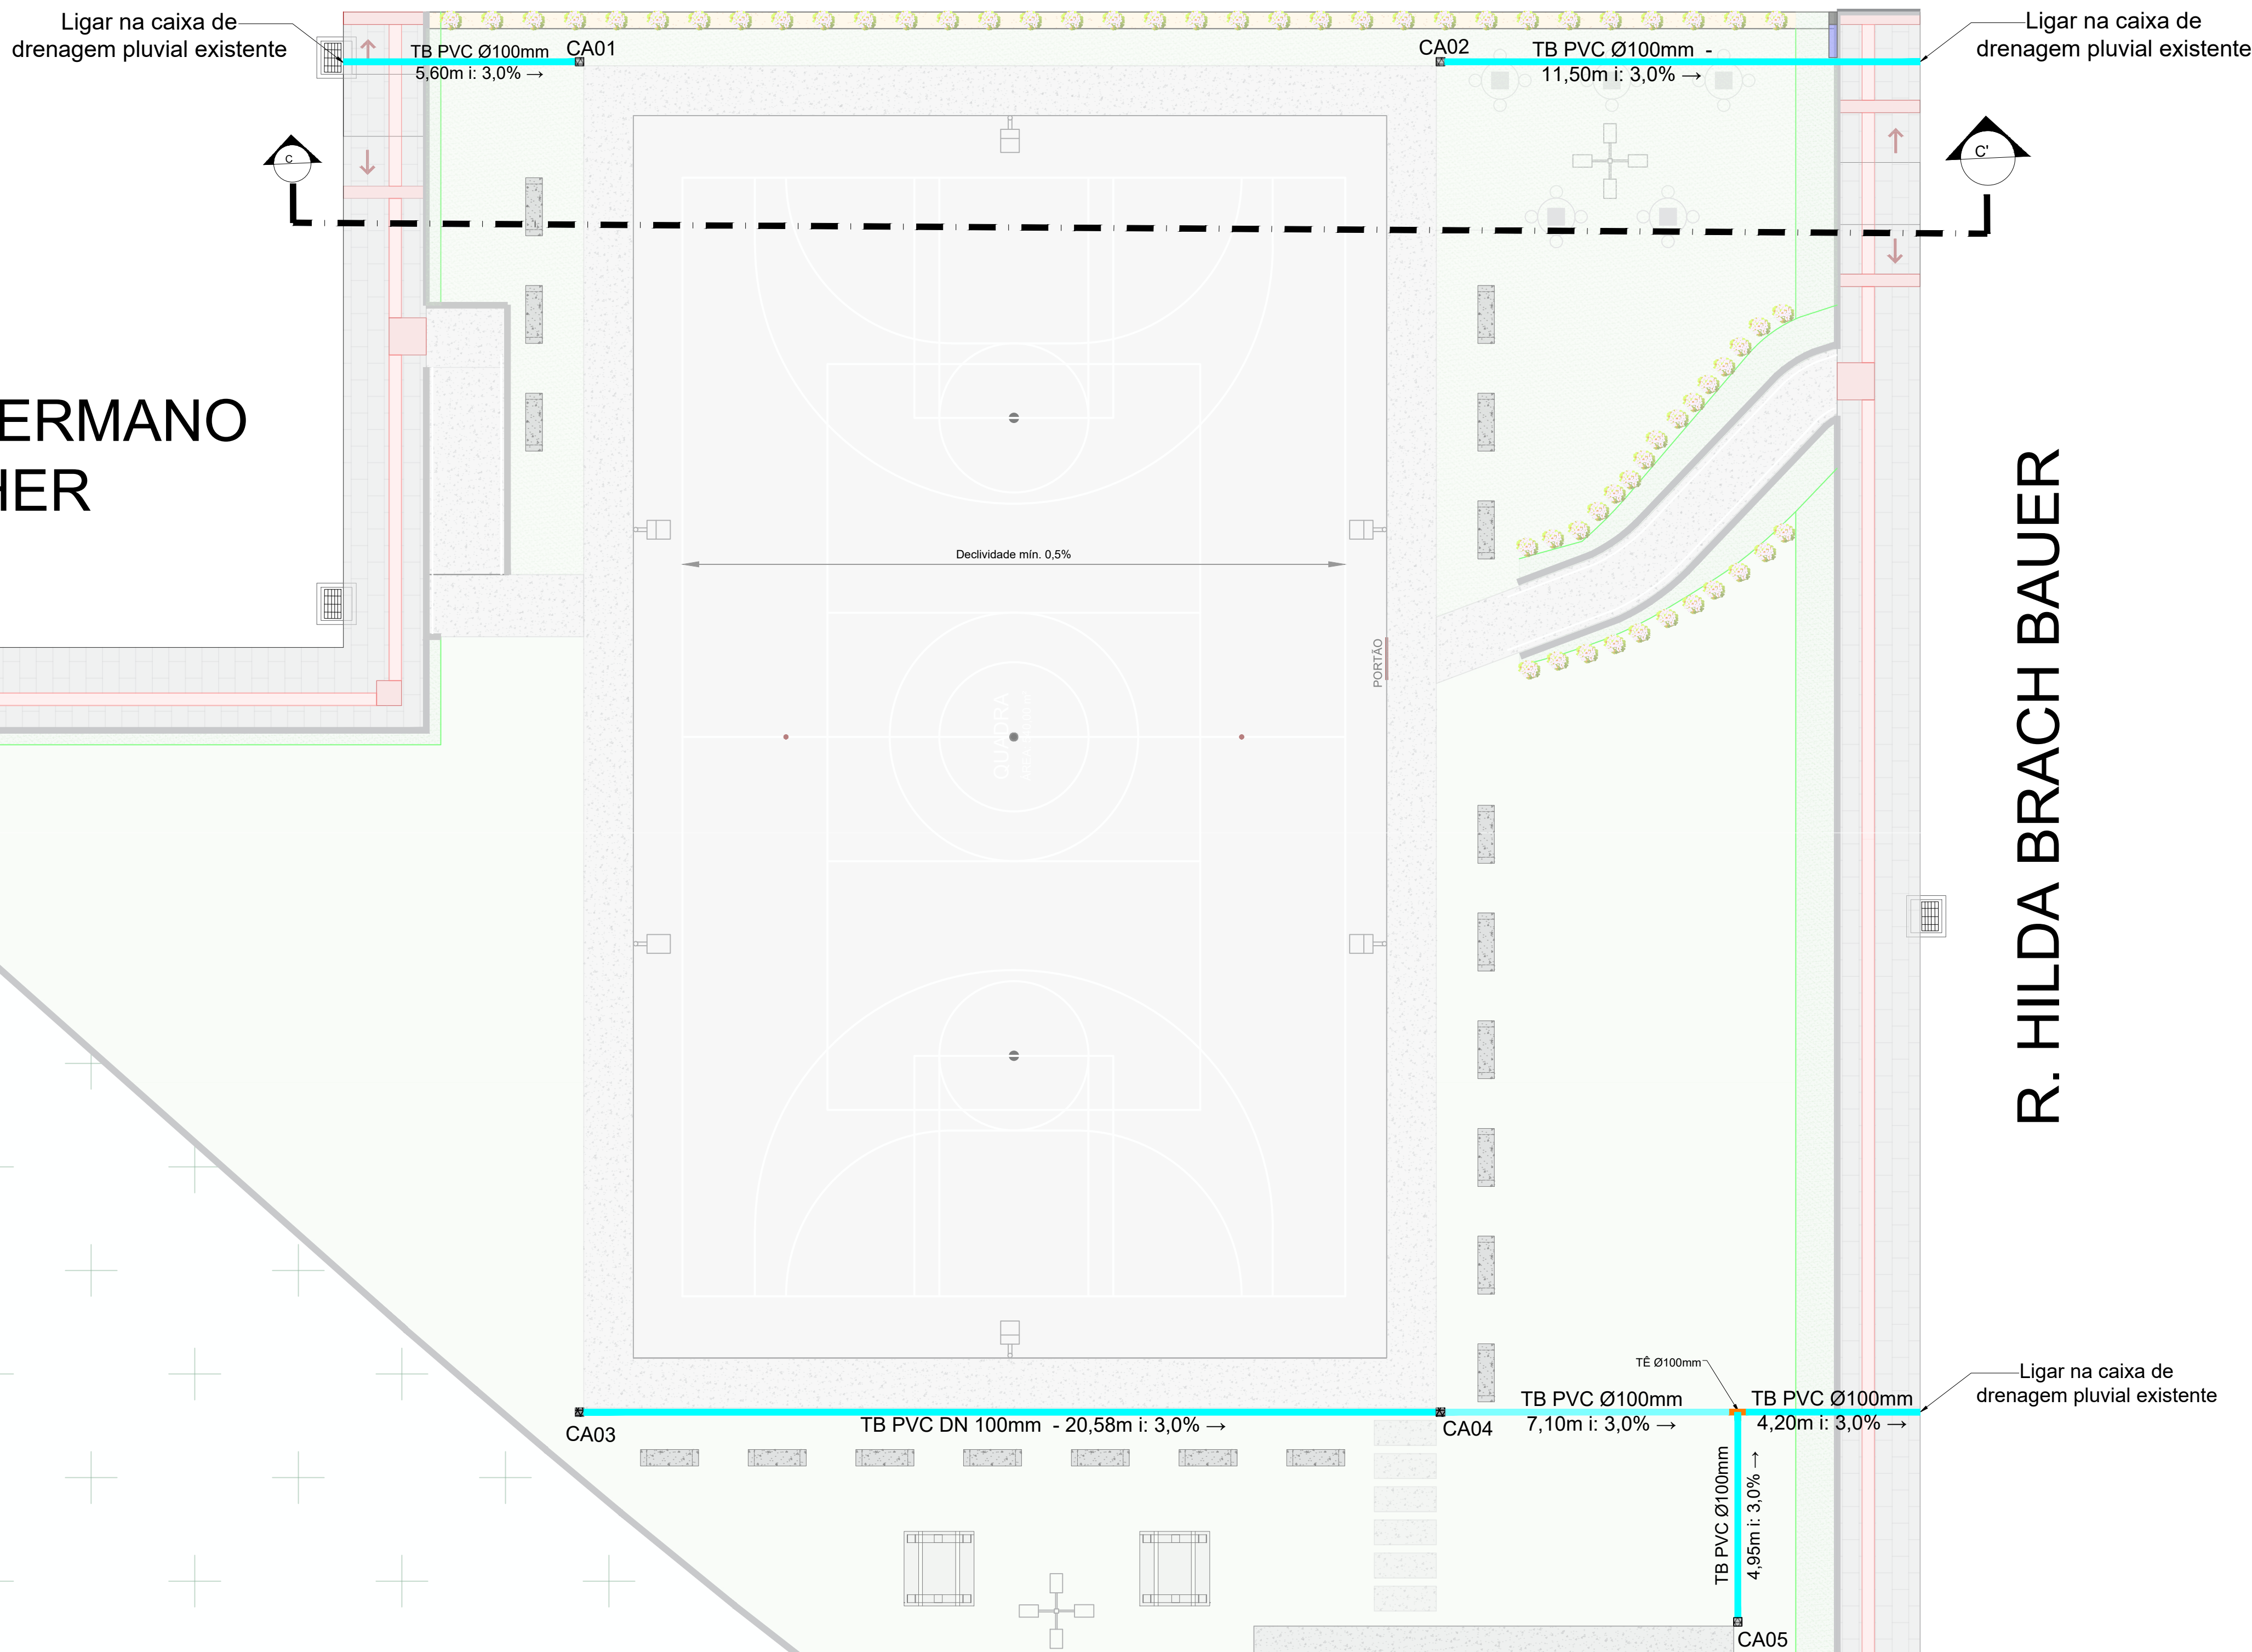 Ligar na caixa de
drenagem pluvial existente
TB PVC Ø100mm
5,60m i: 3,0% →
CA01
CA02
TB PVC Ø100mm -
11,50m i: 3,0% →
Ligar na caixa de
drenagem pluvial existente
C
C'
ERMANO
HER
Declividade mín. 0,5%
PORTÃO
QUADRA
R. HILDA BRACH BAUER
TÊ Ø100mm
Ligar na caixa de
drenagem pluvial existente
CA03
TB PVC DN 100mm - 20,58m i: 3,0% →
CA04
TB PVC Ø100mm
7,10m i: 3,0% →
TB PVC Ø100mm
4,20m i: 3,0% →
TB PVC Ø100mm
4,95m i: 3,0% →
CA05